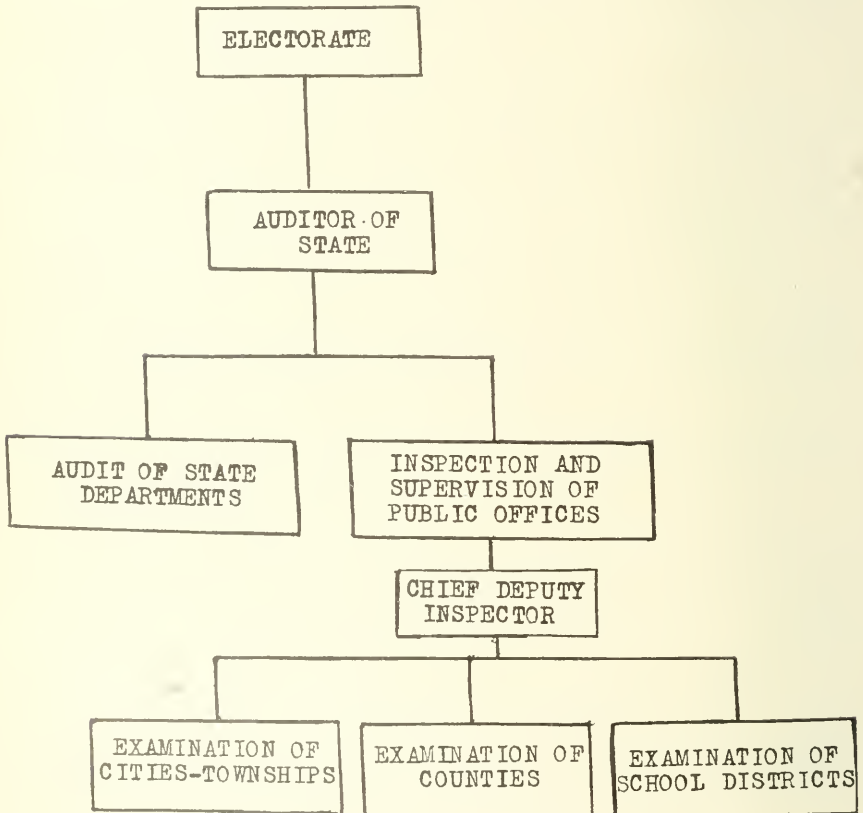 ELECTORATE
AUDITOR OF
STATE
AUDIT OF STATE
DEPARTMENTS
INSPECTION AND
SUPERVISION OF
PUBLIC OFFICES
CHIEF DEPUTY
INSPECTOR
EXAMINATION OF
CITIES-TOWNSHIPS
EXAMINATION OF
COUNTIES
EXAMINATION OF
SCHOOL DISTRICTS